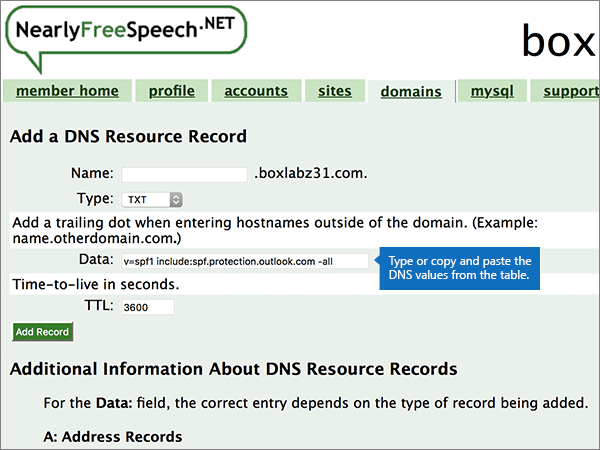 NearlyFreeSpeech.NET
box
member home profile accounts sites domains mysql support
Add a DNS Resource Record
Name: .boxlabz31.com.
Type: TXT
Add a trailing dot when entering hostnames outside of the domain. (Example:
name.otherdomain.com.)
Data: v=spf1 include:spf.protection.outlook.com -all
Type or copy and paste the
DNS values from the table.
Time-to-live in seconds.
TTL: 3600
Add Record
Additional Information About DNS Resource Records
For the Data: field, the correct entry depends on the type of record being added.
A: Address Records